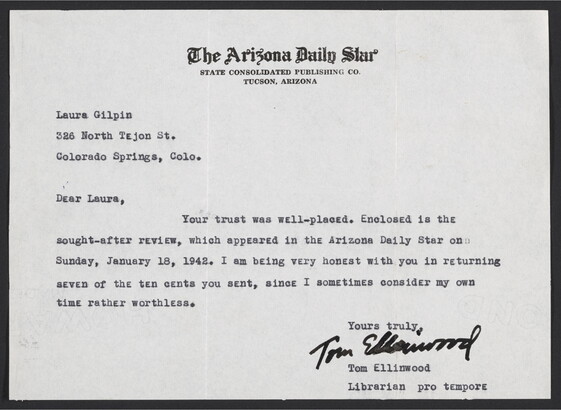 The Arizona Daily Star
STATE CONSOLIDATED PUBLISHING CO.
TUCSON, ARIZONA
Laura Gilpin
326 North Tejon St.
Colorado Springs, Colo.
Dear Laura,
Your trust was well-placed. Enclosed is the
sought-after review, which appeared in the Arizona Daily Star on
Sunday, January 18, 1942. I am being very honest with you in returning
seven of the ten cents you sent, since I sometimes consider my own
time rather worthless.
Yours truly,
Tom Ellinwood
Tom Ellinwood
Librarian pro tempore